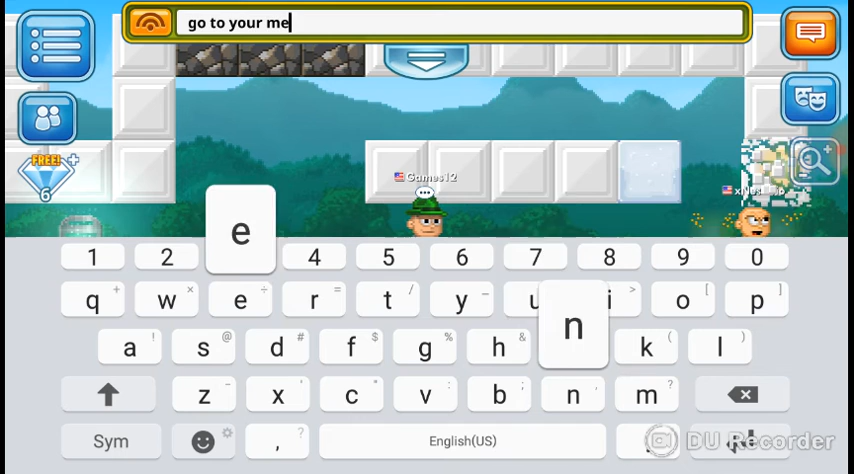 go to your me
FREE!
6
Games12
1 2 e 4 5 6 7 8 9 0
q + w × e ÷ r = t / y _ u i > o [ p ]
a ! s @ d # f $ g % h & n k ( l )
z - x ' c " v : b ; n , m ?
Sym , ? English(US)
DU Recorder